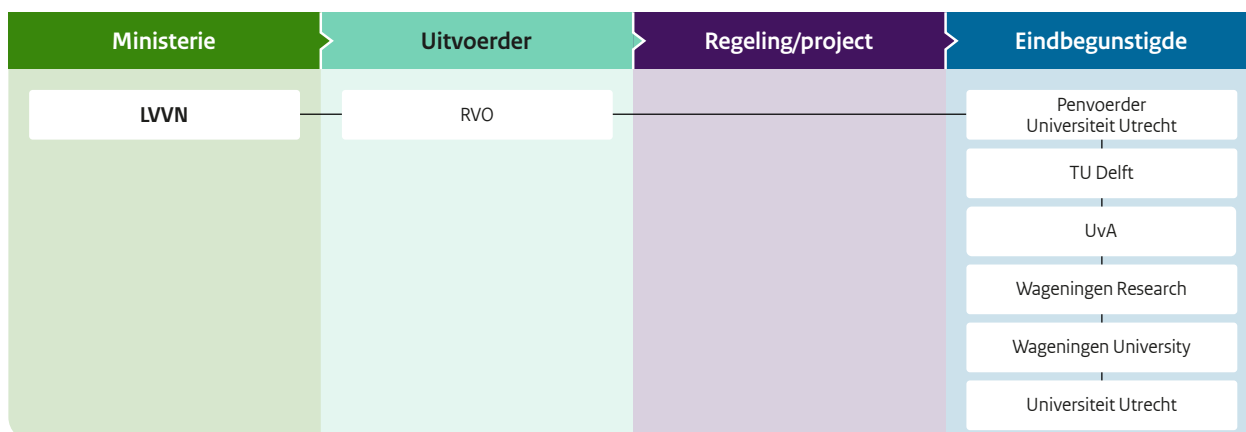 Ministerie
Uitvoerder
Regeling/project
Eindbegunstigde
LVVN
RVO
Penvoerder
Universiteit Utrecht
TU Delft
UvA
Wageningen Research
Wageningen University
Universiteit Utrecht